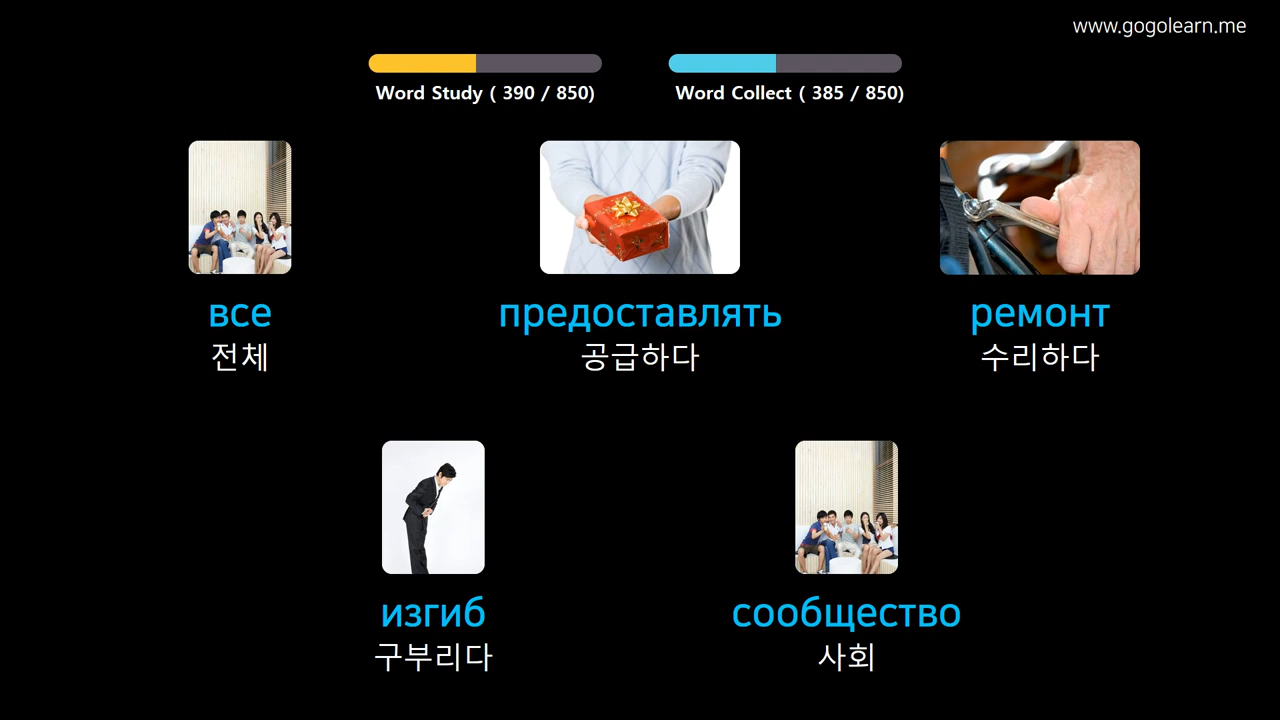 www.gogolearn.me
Word Study ( 390 / 850)
Word Collect ( 385 / 850)
все
전체
предоставлять
공급하다
ремонт
수리하다
изгиб
구부리다
сообщество
사회